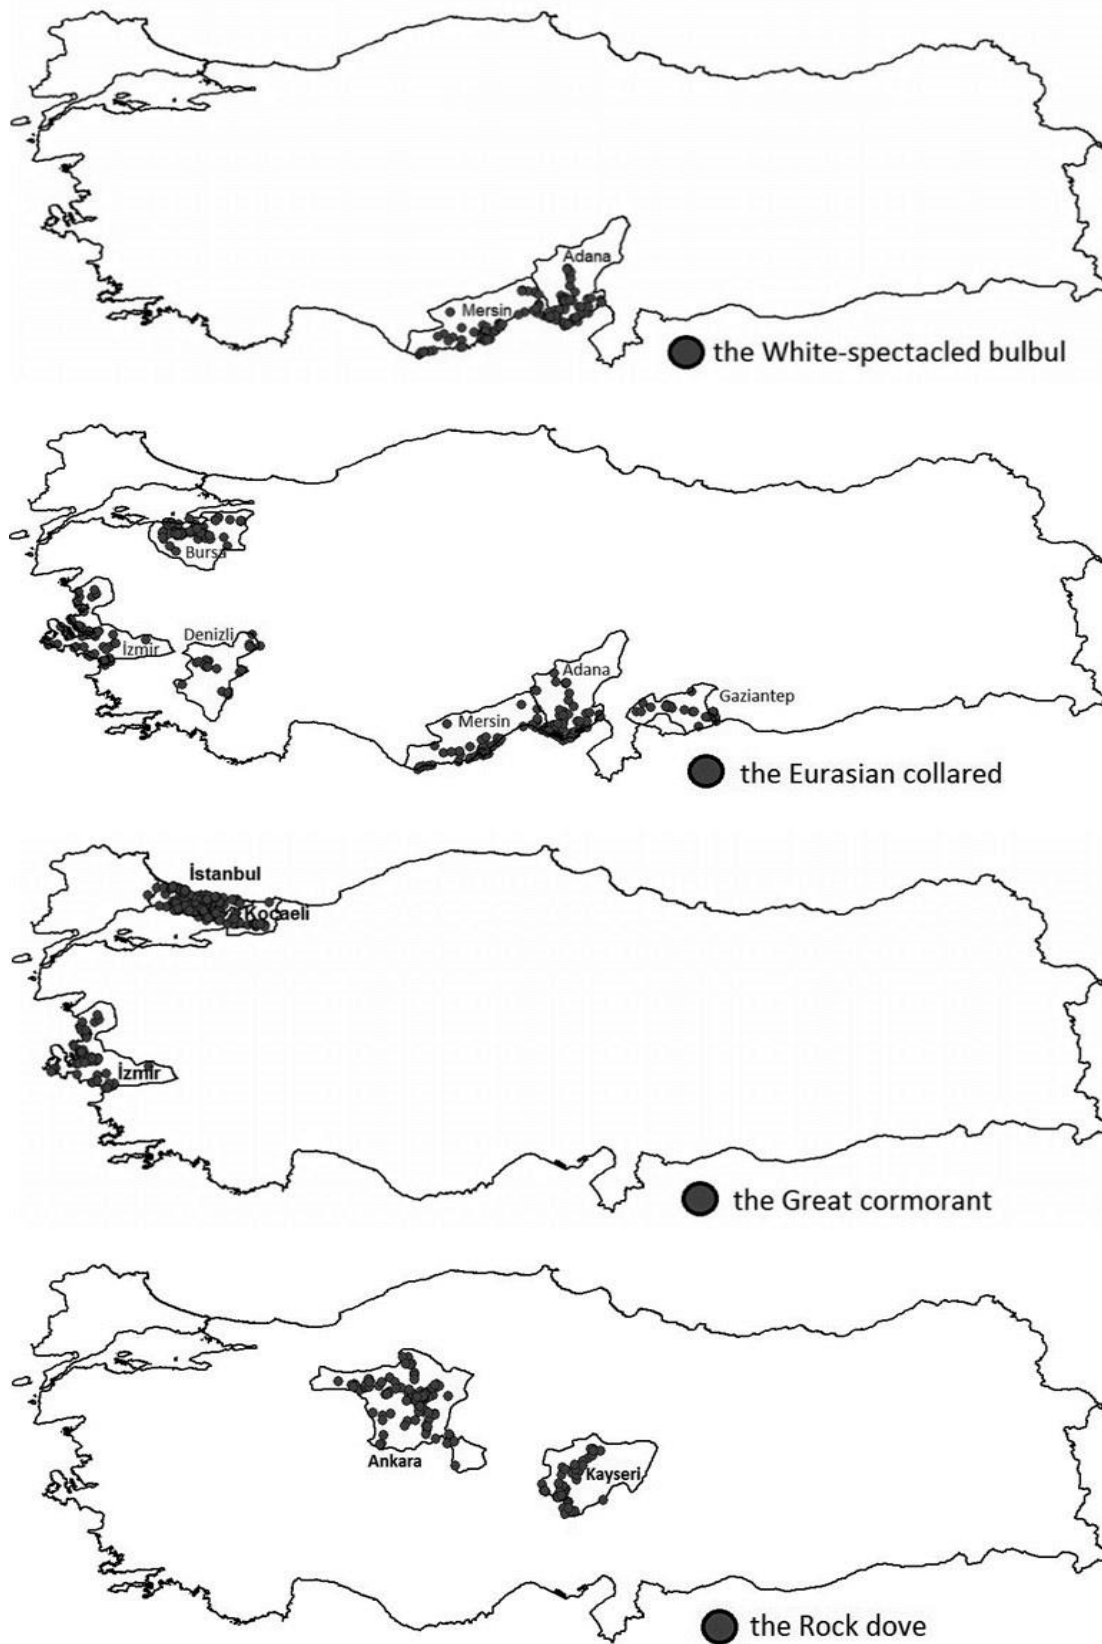 Adana
Mersin
the White-spectacled bulbul
Bursa
Denizli
İzmir
Adana
Gaziantep
Mersin
the Eurasian collared
İstanbul
Kocaeli
İzmir
the Great cormorant
Ankara
Kayseri
the Rock dove